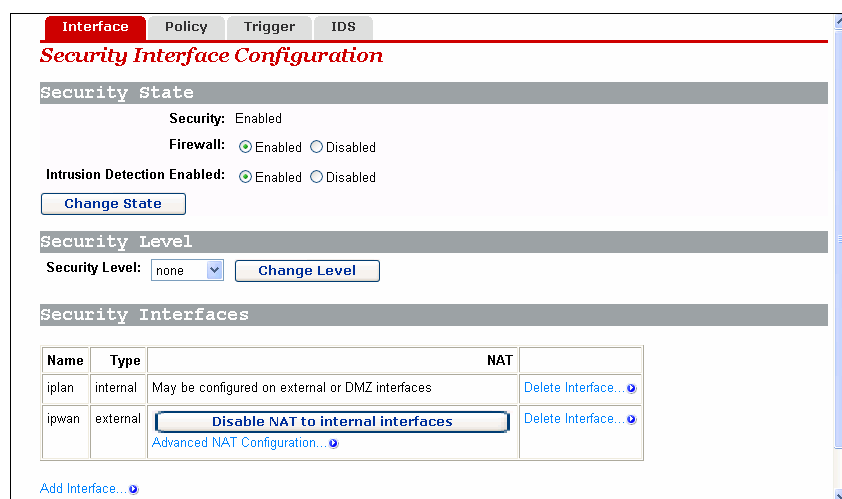 Interface Policy Trigger IDS
Security Interface Configuration
Security State
Security: Enabled
Firewall: Enabled Disabled
Intrusion Detection Enabled: Enabled Disabled
Change State
Security Level
Security Level: none Change Level
Security Interfaces
Name Type NAT
iplan internal May be configured on external or DMZ interfaces Delete Interface...
ipwan external Disable NAT to internal interfaces Delete Interface...
Advanced NAT Configuration...
Add Interface...